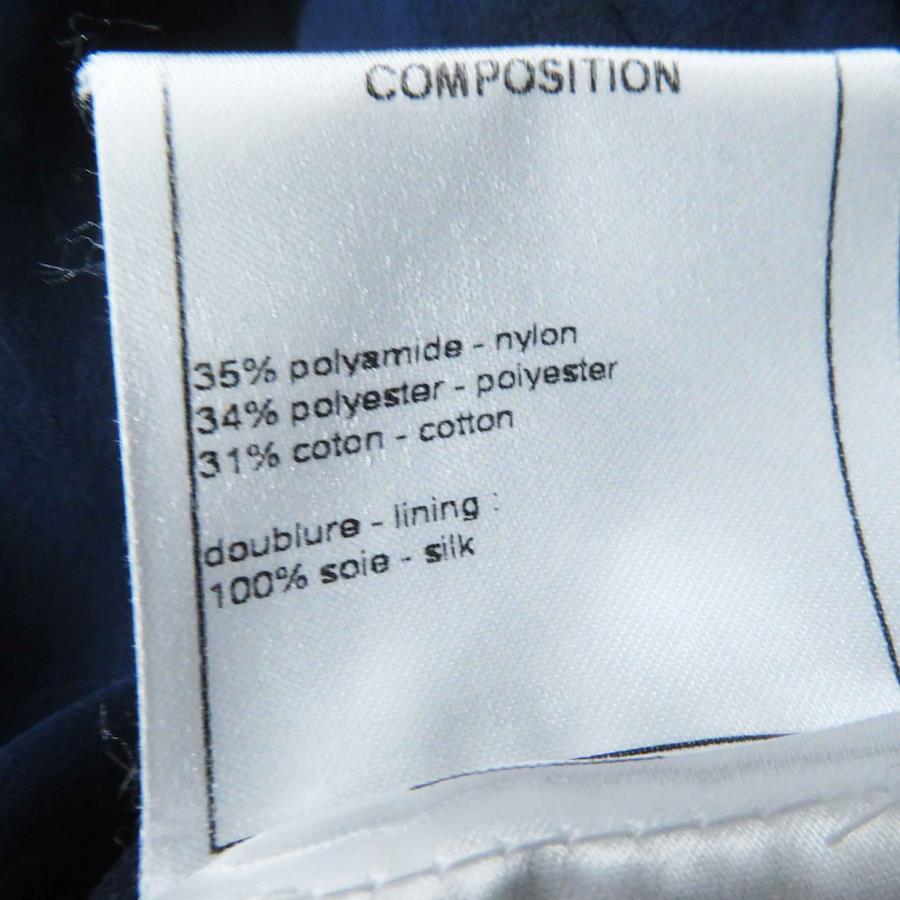 COMPOSITION
35% polyamide - nylon
34% polyester - polyester
31% coton - cotton
doublure - lining :
100% soie - silk